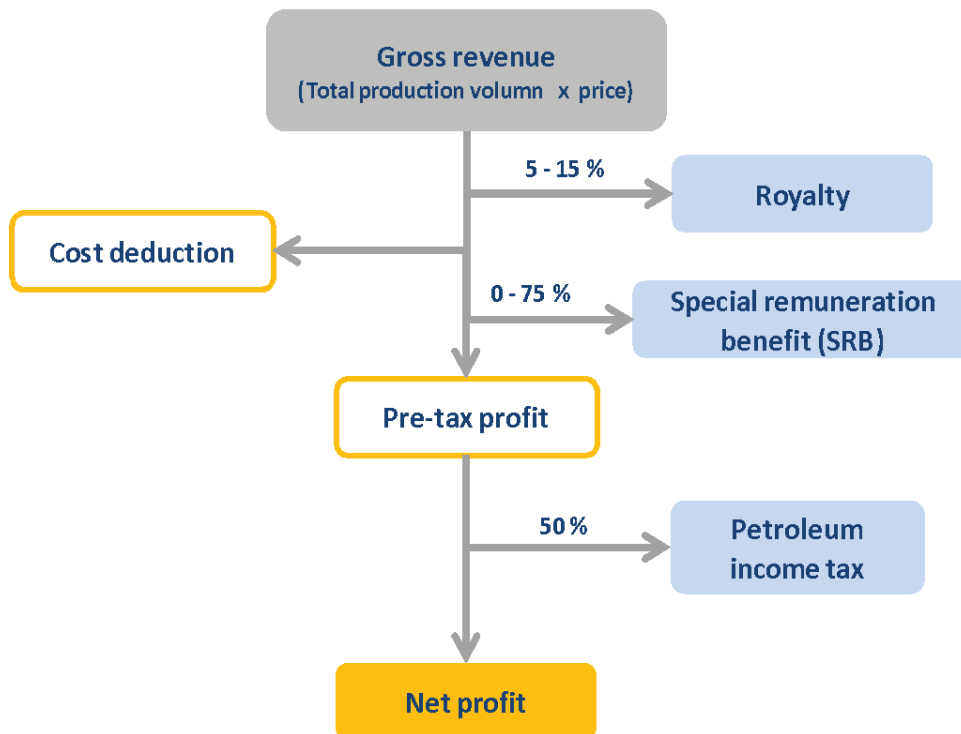 Gross revenue
(Total production volumn x price)
5 - 15 %
Royalty
Cost deduction
0 - 75 %
Special remuneration
benefit (SRB)
Pre-tax profit
50 %
Petroleum
income tax
Net profit